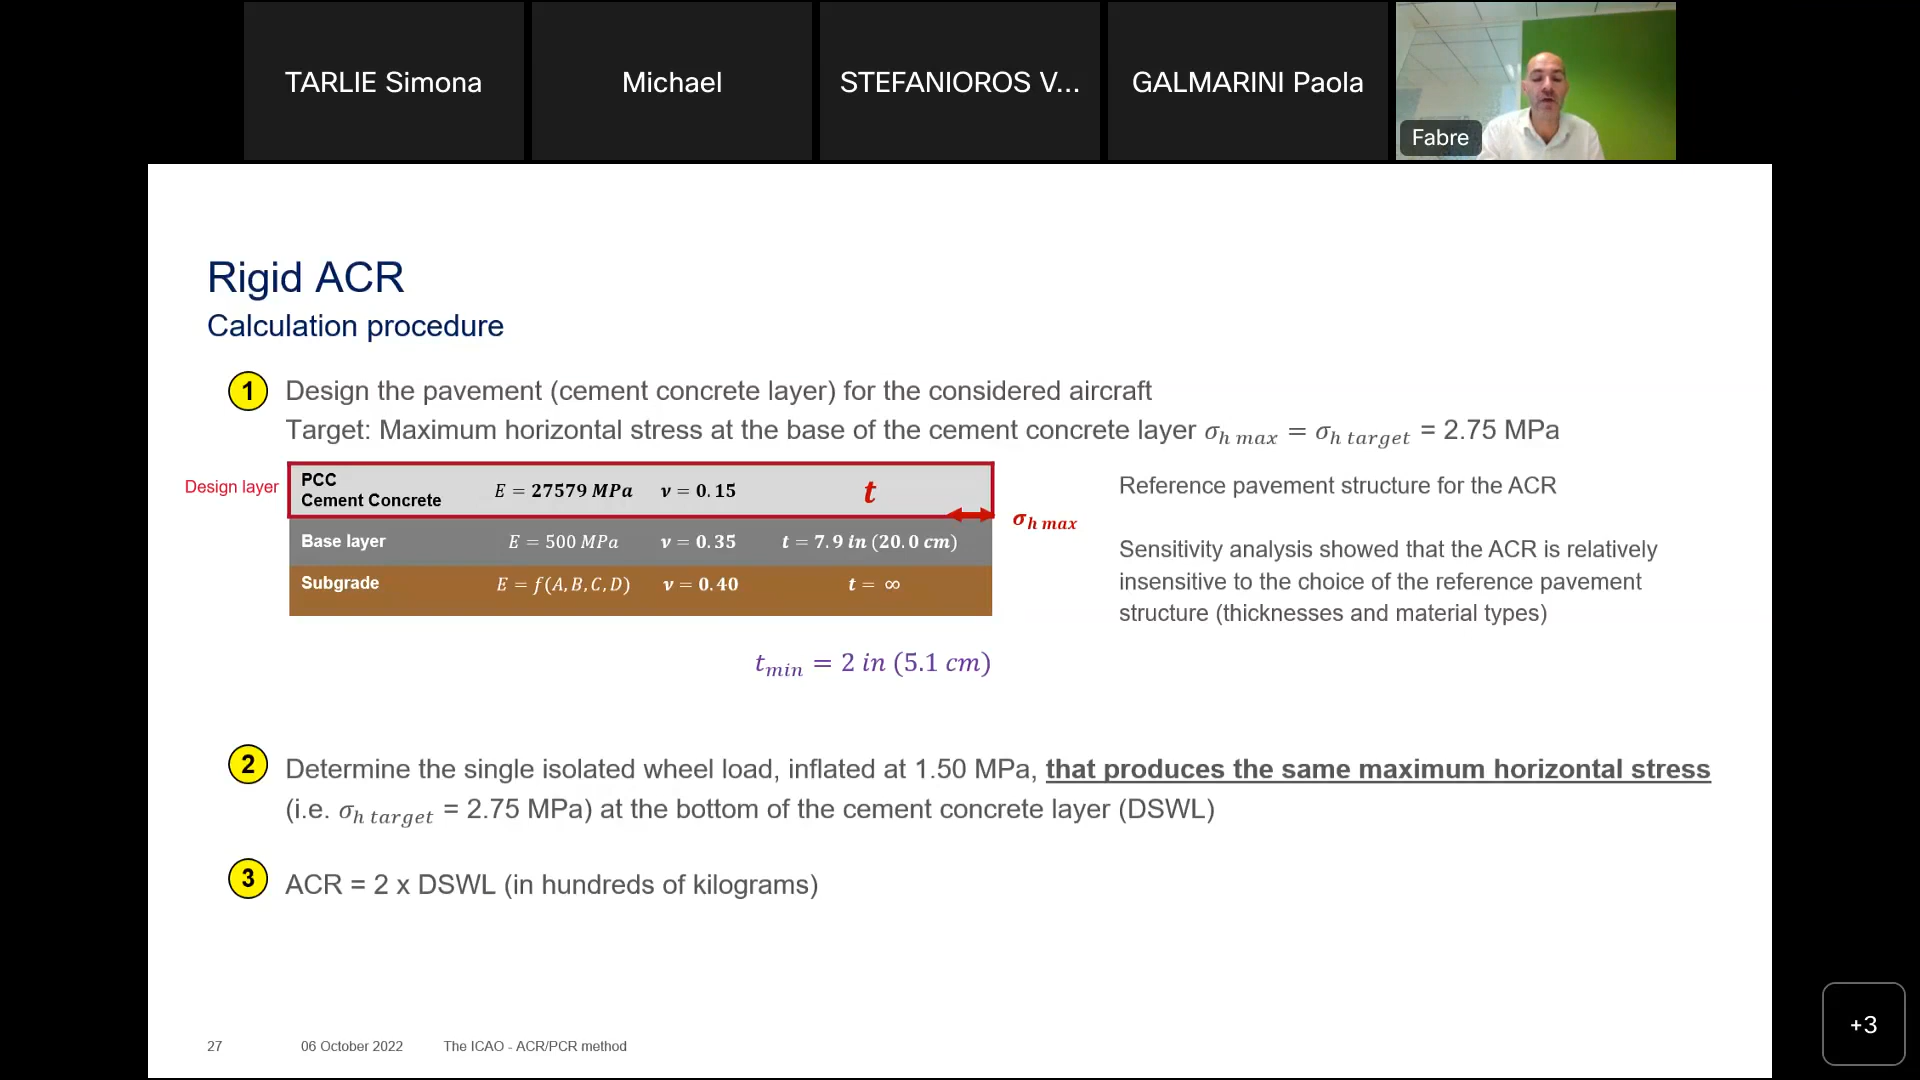 TARLIE Simona
Michael
STEFANIOROS V...
GALMARINI Paola
Fabre
Rigid ACR
Calculation procedure
1 Design the pavement (cement concrete layer) for the considered aircraft
Target: Maximum horizontal stress at the base of the cement concrete layer σ_h max = σ_h target = 2.75 MPa
Design layer
PCC
Cement Concrete E = 27579 MPa ν = 0.15 t
σ_h max
Base layer E = 500 MPa ν = 0.35 t = 7.9 in (20.0 cm)
Subgrade E = f(A,B,C,D) ν = 0.40 t = ∞
Reference pavement structure for the ACR
Sensitivity analysis showed that the ACR is relatively
insensitive to the choice of the reference pavement
structure (thicknesses and material types)
t_min = 2 in (5.1 cm)
2 Determine the single isolated wheel load, inflated at 1.50 MPa, that produces the same maximum horizontal stress
(i.e. σ_h target = 2.75 MPa) at the bottom of the cement concrete layer (DSWL)
3 ACR = 2 x DSWL (in hundreds of kilograms)
27 06 October 2022 The ICAO - ACR/PCR method
+3